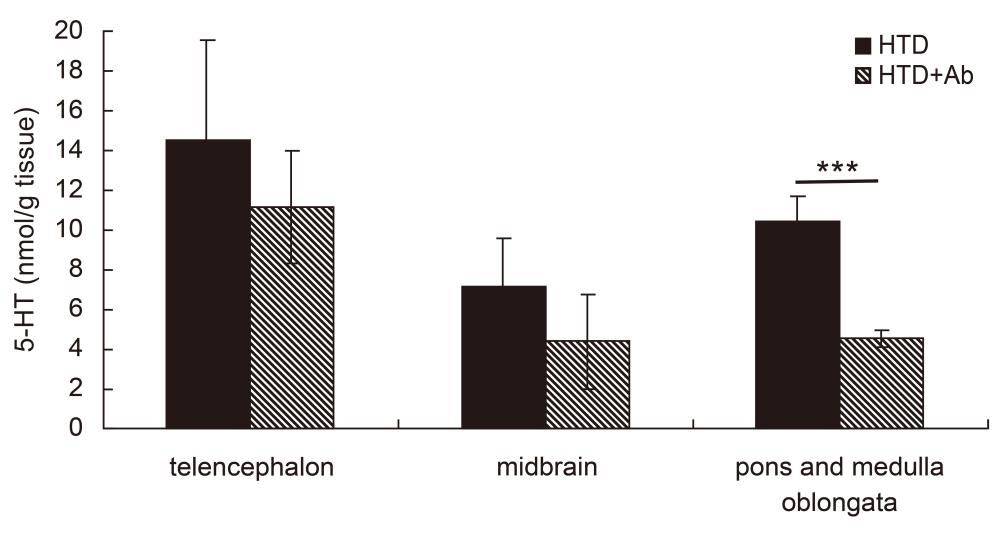 5-HT (nmol/g tissue)
20
18
16
14
12
10
8
6
4
2
0
HTD
HTD+Ab
***
telencephalon
midbrain
pons and medulla
oblongata